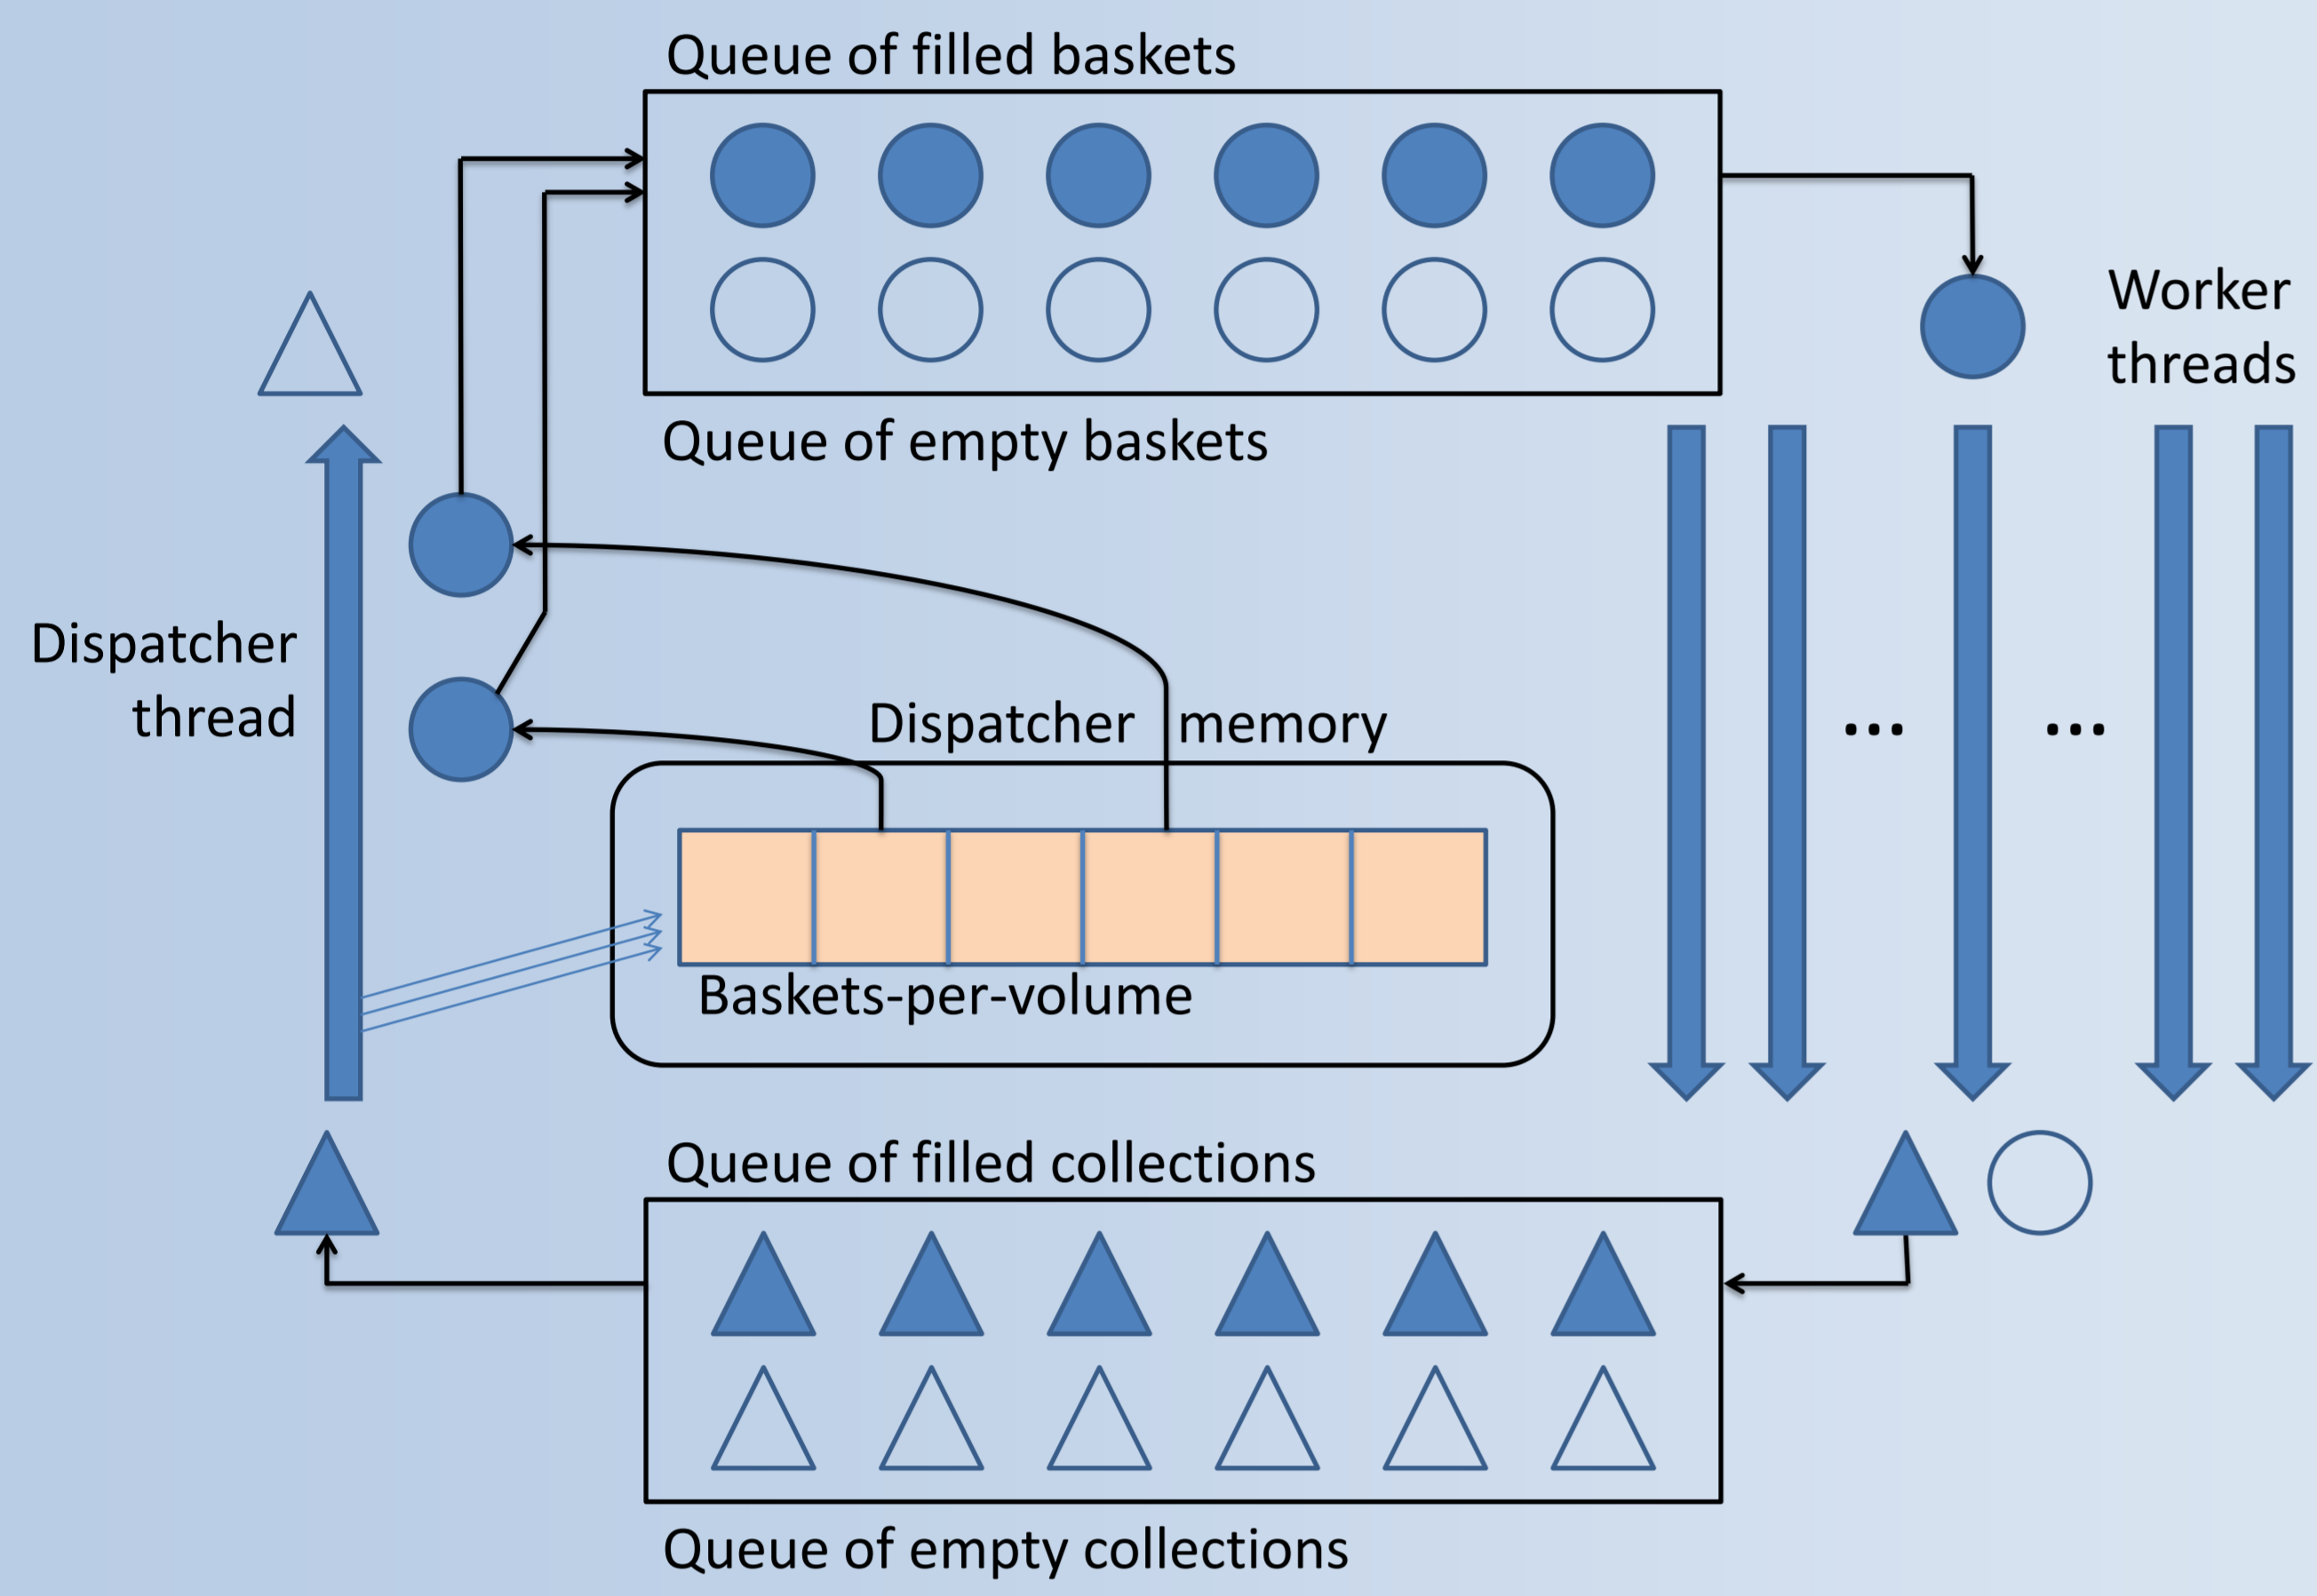 Queue of filled baskets
Worker
threads
Queue of empty baskets
Dispatcher
thread
Dispatcher memory
...
...
Baskets-per-volume
Queue of filled collections
Queue of empty collections